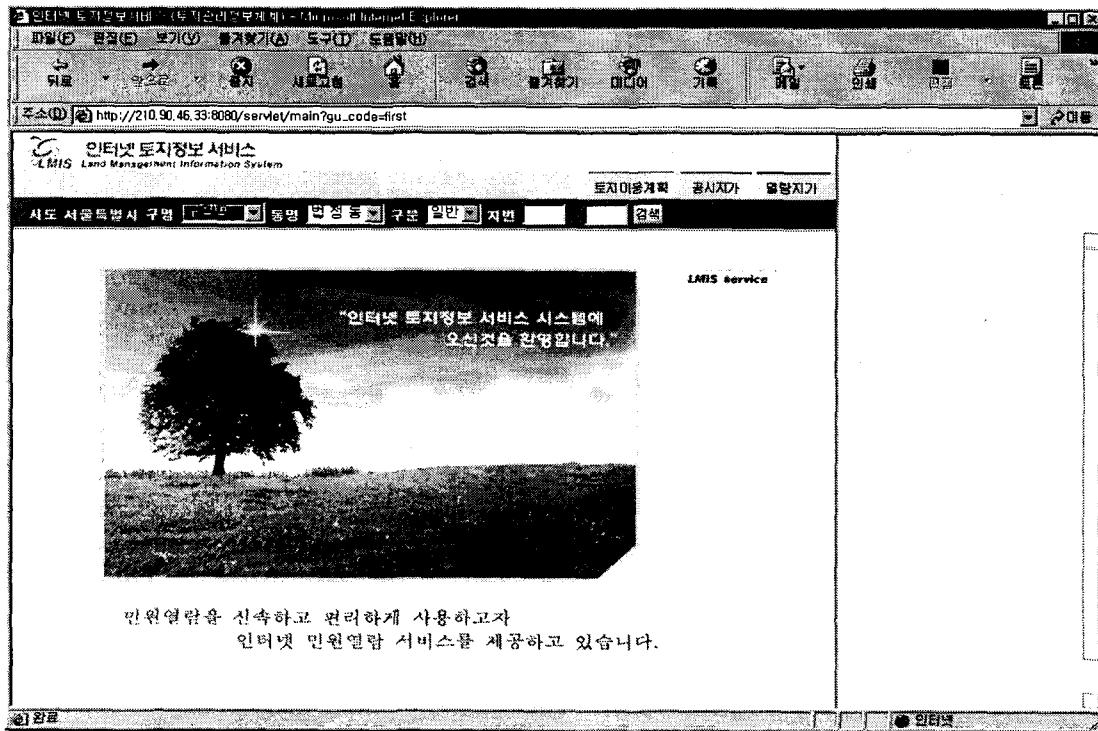 인터넷 토지정보서비스 (토지관리정보체계) - Microsoft Internet Explorer
파일(F) 편집(E) 보기(V) 즐겨찾기(A) 도구(T) 도움말(H)
뒤로 앞으로 중지 새로고침 홈 검색 즐겨찾기 미디어 기록 메일 인쇄 편집 토론
주소(D) http://210.90.46.33:8080/servlet/main?gu_code=first 이동
인터넷 토지정보 서비스
LMIS Land Management Information System
토지이용계획 공시지가 열람지가
시도 서울특별시 구명 동명 법정동 구분 일반 지번 검색
LMIS service
"인터넷 토지정보 서비스 시스템에
오신것을 환영합니다."
민원열람을 신속하고 편리하게 사용하고자
인터넷 민원열람 서비스를 제공하고 있습니다.
완료 인터넷